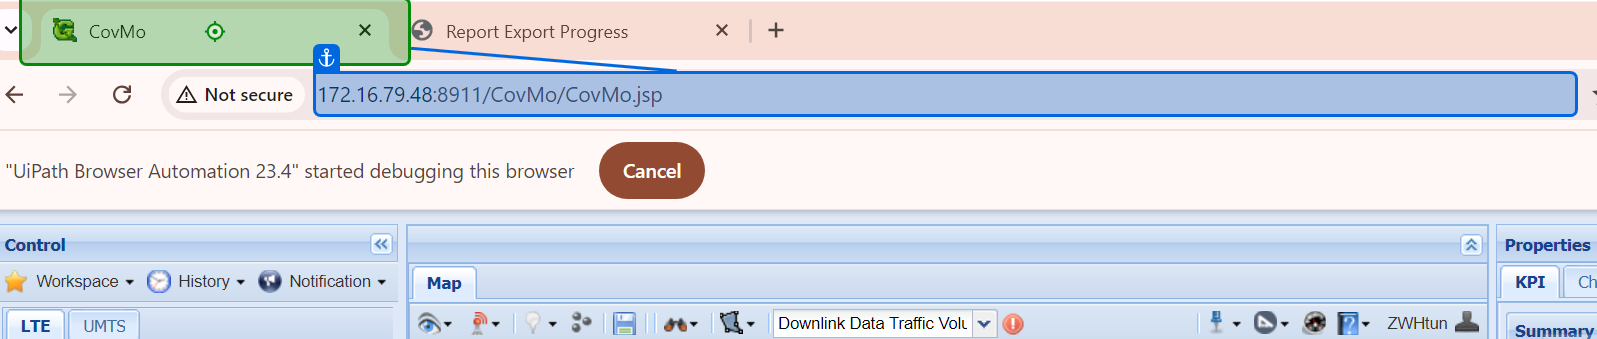 CovMo
Report Export Progress
Not secure
172.16.79.48:8911/CovMo/CovMo.jsp
"UiPath Browser Automation 23.4" started debugging this browser
Cancel
Control
Properties
Workspace
History
Notification
Map
KPI
Ch
LTE
UMTS
Downlink Data Traffic Volu
ZWHtun
Summary